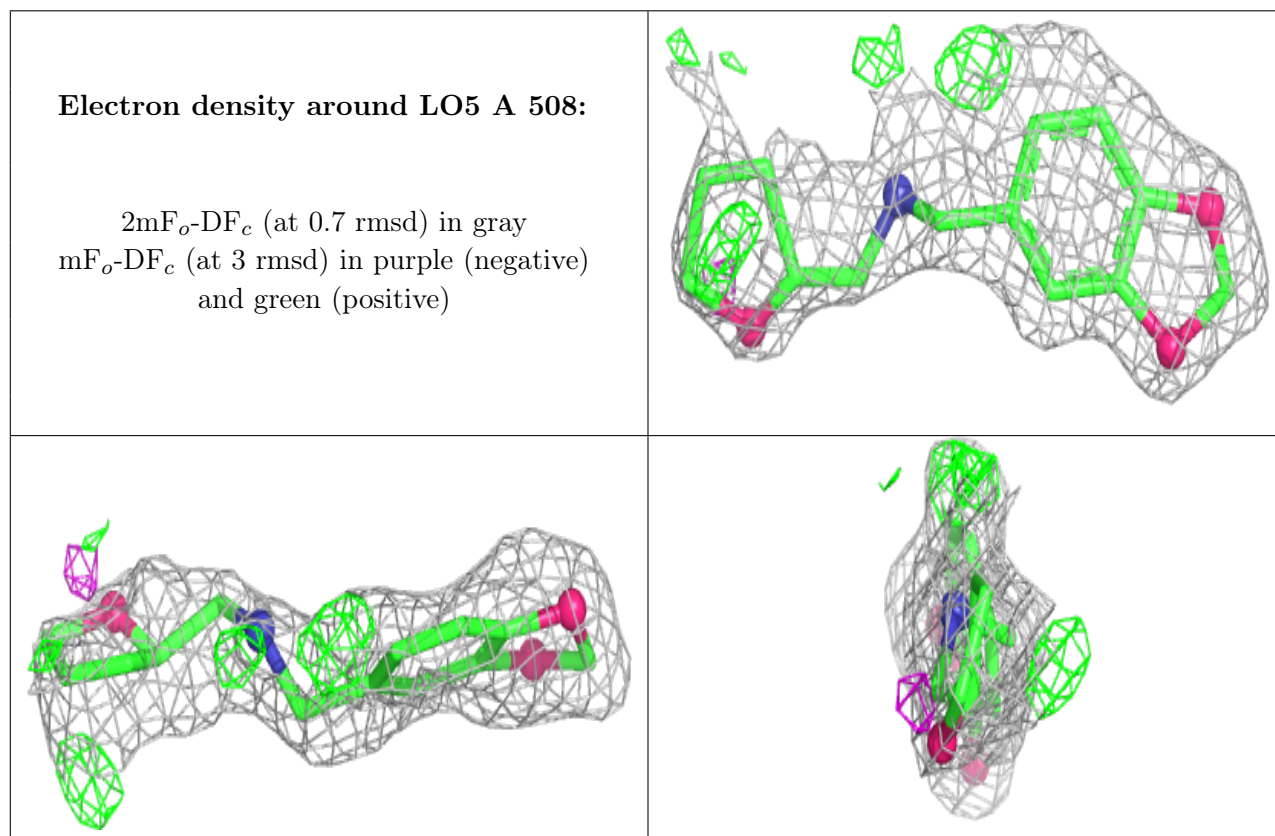 Electron density around LO5 A 508:
2mFₒ-DF𝑐 (at 0.7 rmsd) in gray
mFₒ-DF𝑐 (at 3 rmsd) in purple (negative)
and green (positive)